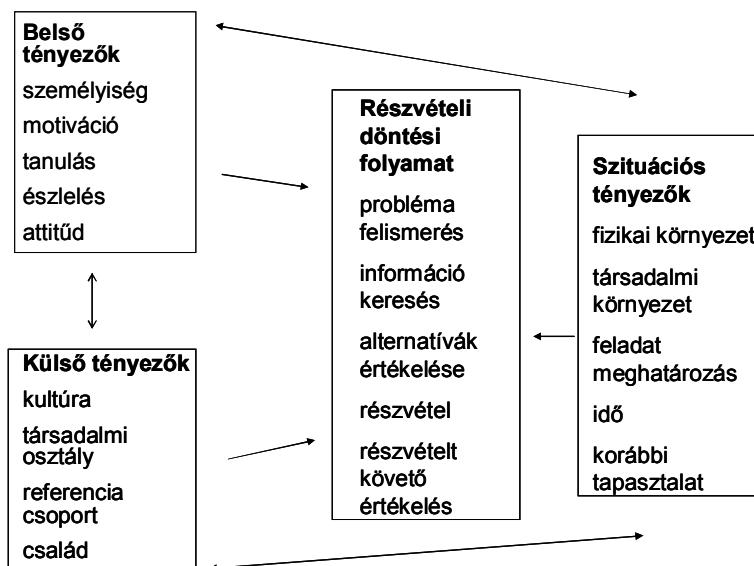 Belső
tényezők
személyiség
motiváció
tanulás
észlelés
attitűd
Külső tényezők
kultúra
társadalmi
osztály
referencia
csoport
család
Részvételi
döntési
folyamat
probléma
felismerés
információ
keresés
alternatívák
értékelése
részvétel
részvételt
követő
értékelés
Szituációs
tényezők
fizikai környezet
társadalmi
környezet
feladat
meghatározás
idő
korábbi
tapasztalat